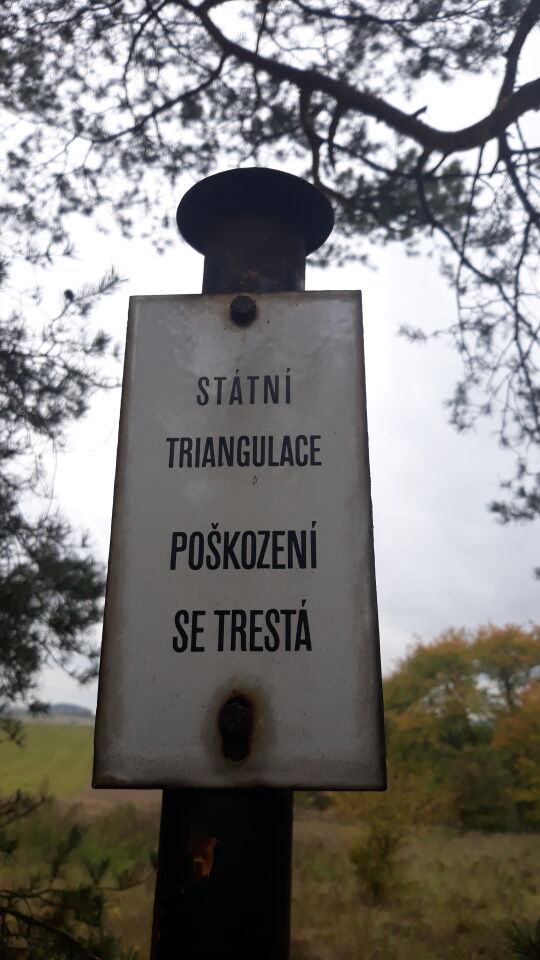 STÁTNÍ
TRIANGULACE
POŠKOZENÍ
SE TRESTÁ